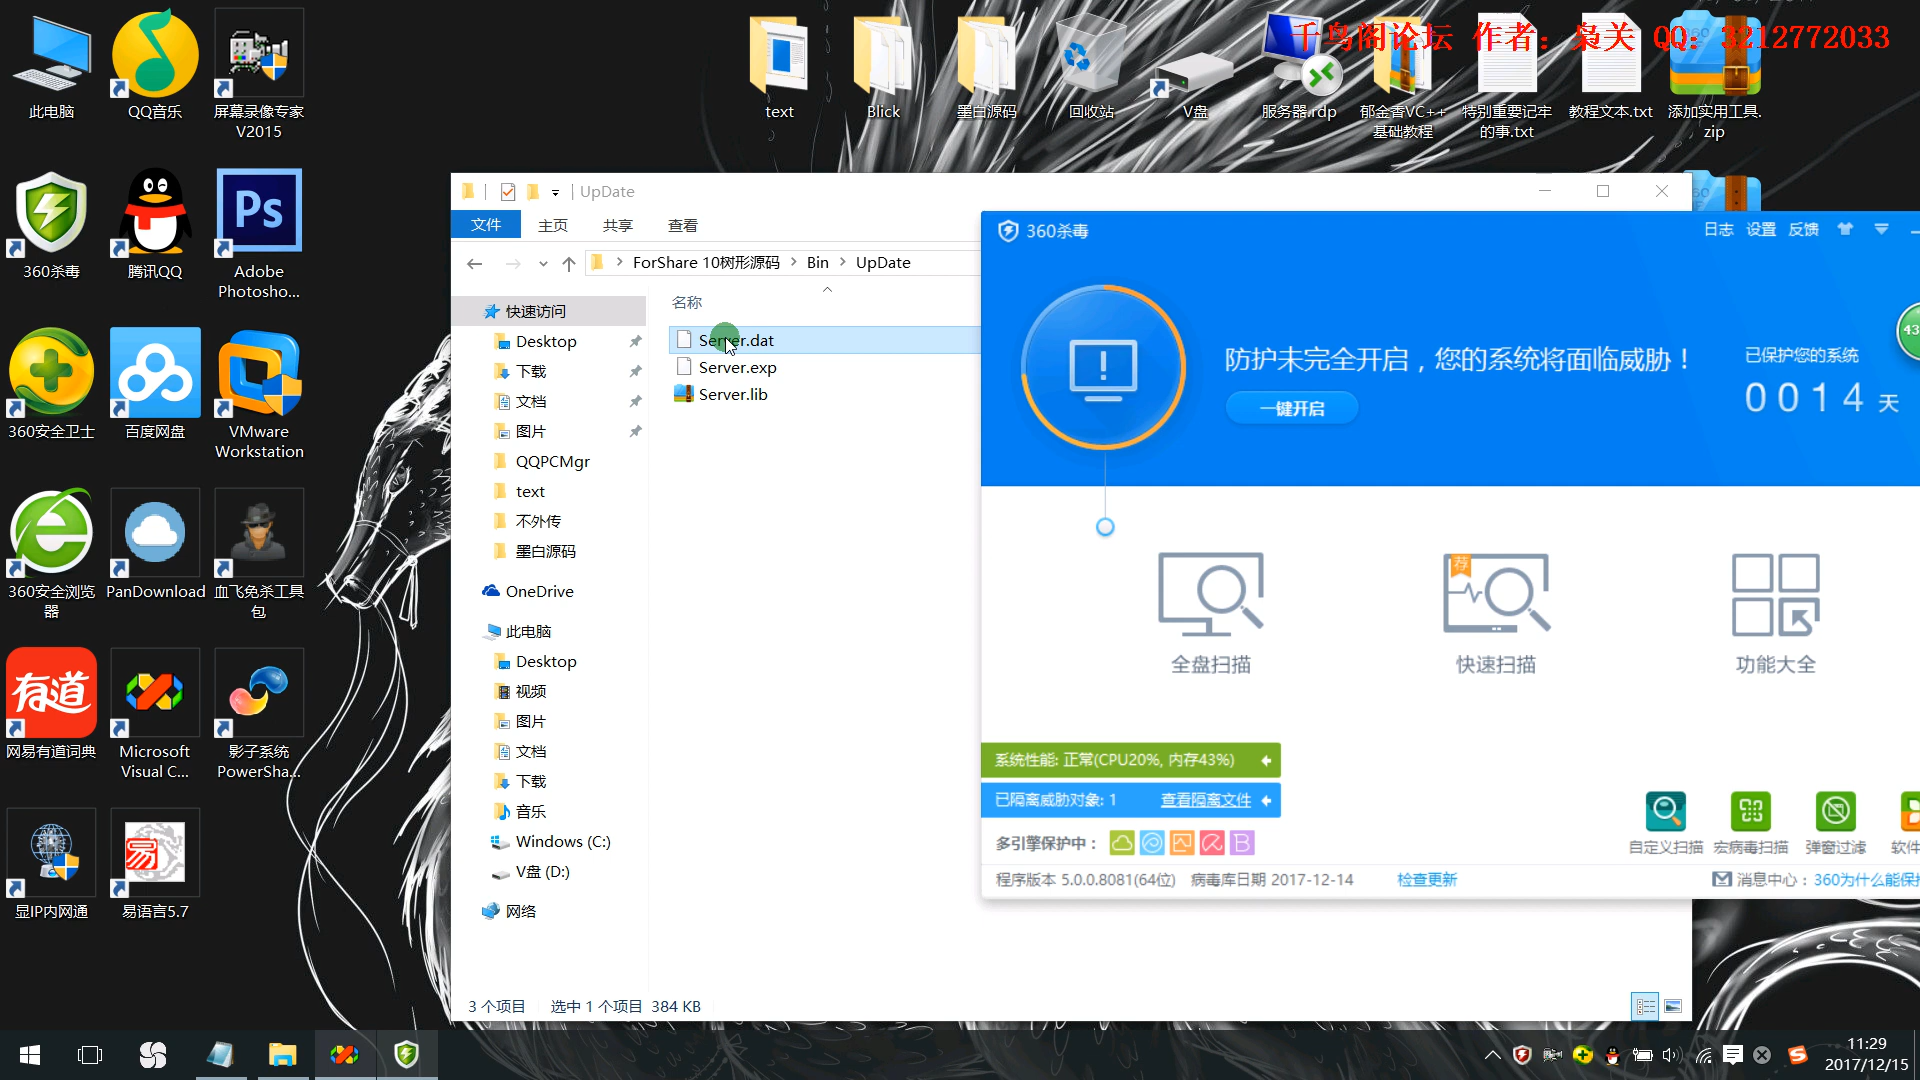 千鸟阁论坛 作者：枭关 QQ：3212772033
此电脑
QQ音乐
屏幕录像专家
V2015
text
Blick
墨白源码
回收站
V盘
服务器.rdp
郁金香VC++
基础教程
特别重要记牢
的事.txt
教程文本.txt
添加实用工具.
zip
360杀毒
腾讯QQ
Adobe
Photosho...
360安全卫士
百度网盘
VMware
Workstation
360安全浏览
器
PanDownload
血飞免杀工具
包
有道
网易有道词典
Microsoft
Visual C...
影子系统
PowerSha...
显IP内网通
易语言5.7
UpDate
文件
主页
共享
查看
ForShare 10树形源码
Bin
UpDate
快速访问
Desktop
下载
文档
图片
QQPCMgr
text
不外传
墨白源码
OneDrive
此电脑
Desktop
视频
图片
文档
下载
音乐
Windows (C:)
V盘 (D:)
网络
名称
Server.dat
Server.exp
Server.lib
3 个项目
选中 1 个项目 384 KB
360杀毒
日志 设置 反馈
防护未完全开启，您的系统将面临威胁！
一键开启
已保护您的系统
0014 天
43
全盘扫描
荐
快速扫描
功能大全
系统性能: 正常(CPU20%, 内存43%)
已隔离威胁对象: 1
查看隔离文件
多引擎保护中：
自定义扫描
宏病毒扫描
弹窗过滤
软件
程序版本 5.0.0.8081(64位)
病毒库日期 2017-12-14
检查更新
消息中心：
360为什么能保护
11:29
2017/12/15